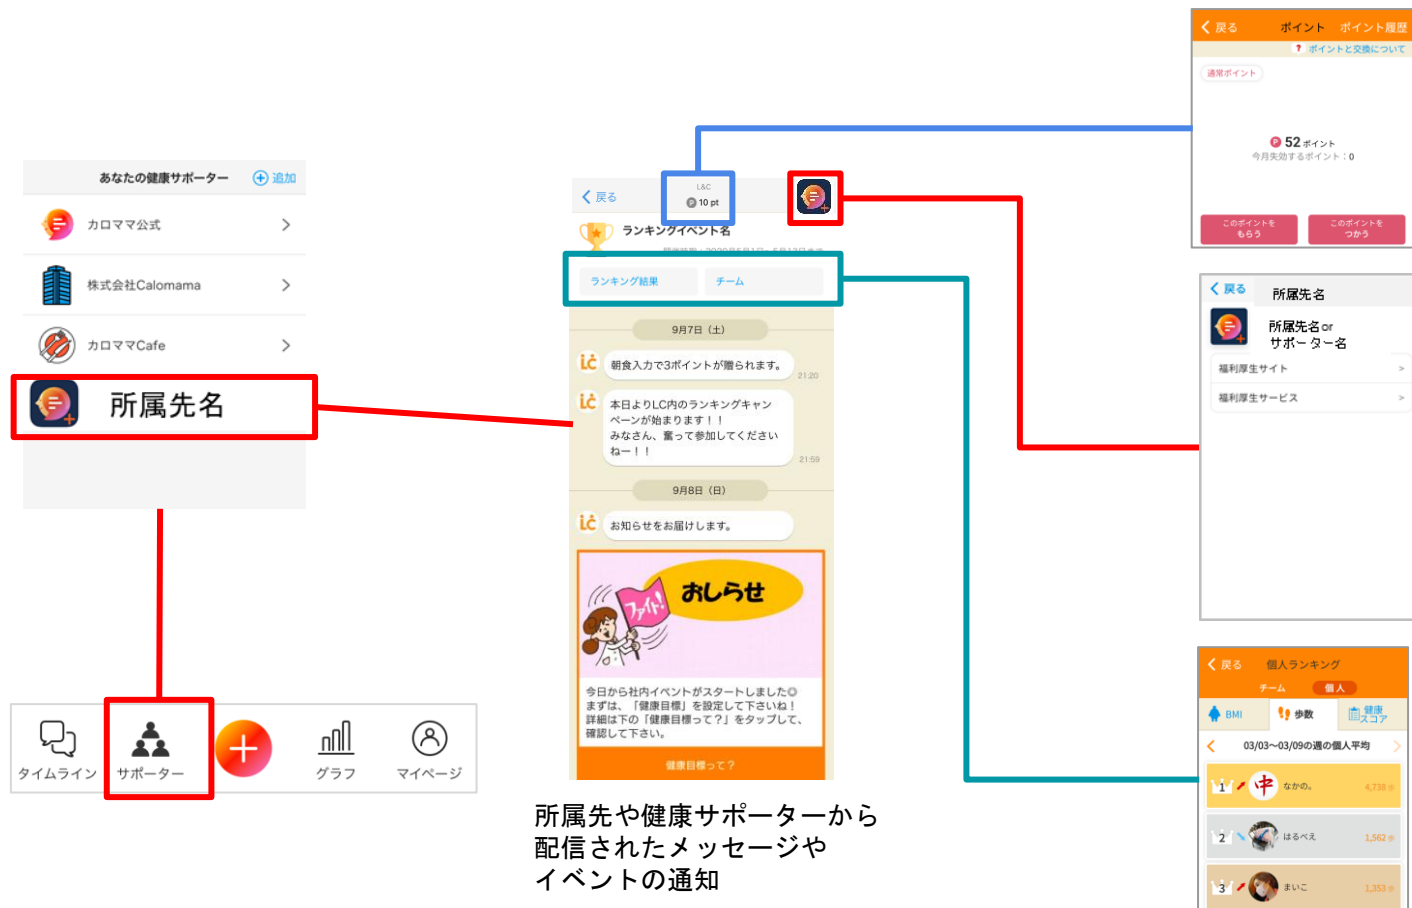 あなたの健康サポーター
追加
カロママ公式
株式会社Calomama
カロママCafe
所属先名
タイムライン
サポーター
グラフ
マイページ
戻る
L&C
P 10 pt
ランキングイベント名
ランキング結果
チーム
9月7日（土）
朝食入力で3ポイントが贈られます。
21:20
本日よりLC内のランキングキャン
ペーンが始まります！！
みなさん、奮って参加してください
ねー！！
21:59
9月8日（日）
お知らせをお届けします。
おしらせ
ファイト!
今日から社内イベントがスタートしました◎
まずは、「健康目標」を設定して下さいね！
詳細は下の「健康目標って？」をタップして、
確認して下さい。
健康目標って？
所属先や健康サポーターから
配信されたメッセージや
イベントの通知
戻る
ポイント
ポイント履歴
? ポイントと交換について
通常ポイント
P 52 ポイント
今月失効するポイント：0
このポイントを
もらう
このポイントを
つかう
戻る
所属先名
所属先名or
サポーター名
福利厚生サイト
福利厚生サービス
戻る
個人ランキング
チーム
個人
BMI
歩数
健康
スコア
03/03〜03/09の週の個人平均
1
中
なかの。
4,738 歩
2
はるべえ
1,562 歩
3
まいこ
1,353 歩